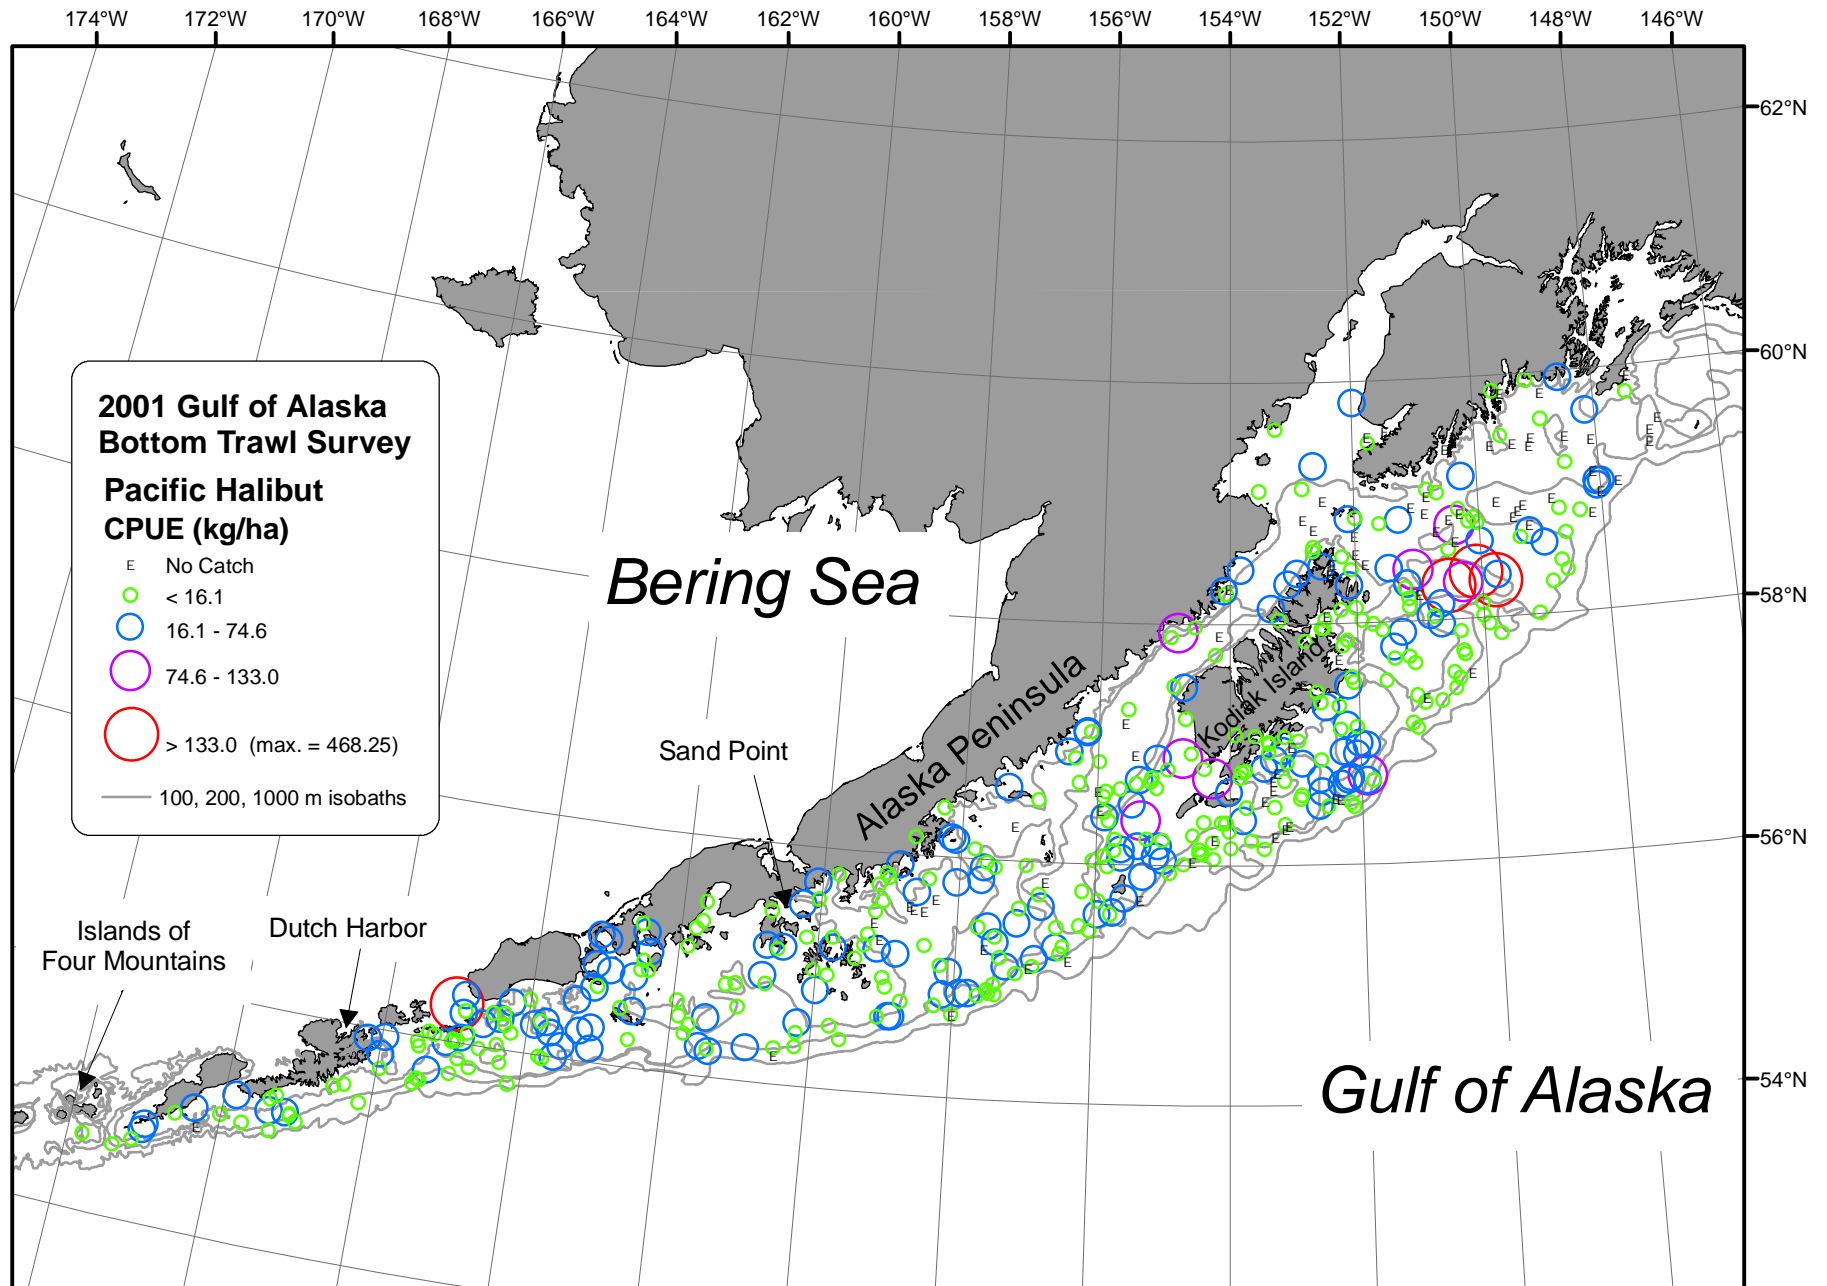 174°W 172°W 170°W 168°W 166°W 164°W 162°W 160°W 158°W 156°W 154°W 152°W 150°W 148°W 146°W
62°N
60°N
58°N
56°N
54°N
2001 Gulf of Alaska
Bottom Trawl Survey
Pacific Halibut
CPUE (kg/ha)
E No Catch
< 16.1
16.1 - 74.6
74.6 - 133.0
> 133.0 (max. = 468.25)
100, 200, 1000 m isobaths
Bering Sea
Alaska Peninsula
Kodiak Island
Sand Point
Dutch Harbor
Islands of
Four Mountains
Gulf of Alaska